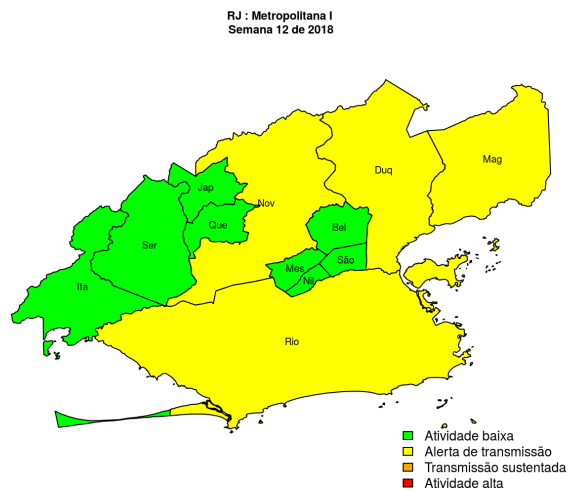 RJ : Metropolitana I
Semana 12 de 2018
Mag
Duq
Jap
Nov
Que
Bel
Ser
São
Mes
Nil
Ita
Rio
Atividade baixa
Alerta de transmissão
Transmissão sustentada
Atividade alta